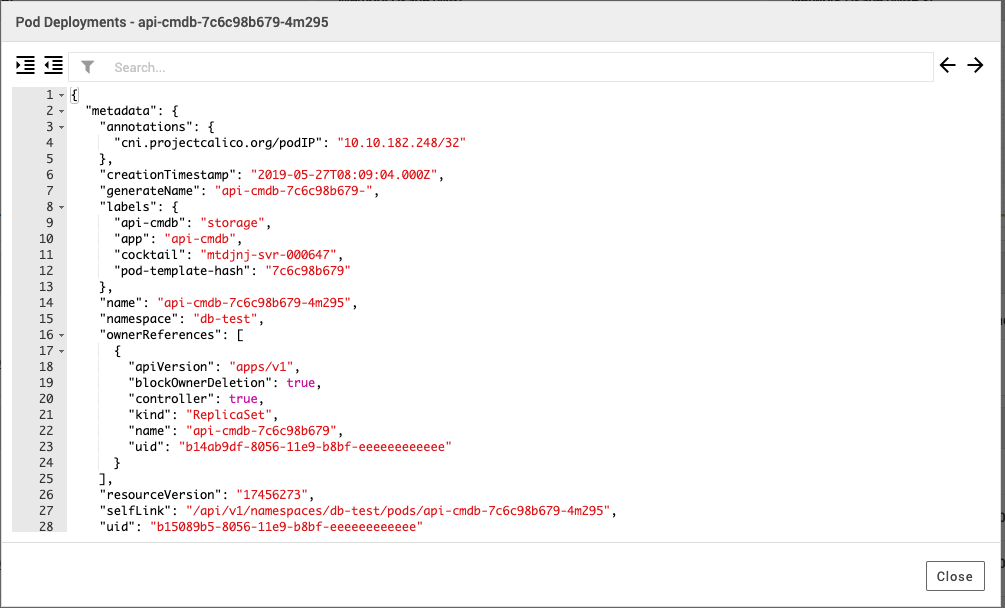 Pod Deployments - api-cmdb-7c6c98b679-4m295
Search...
1 {
2 "metadata": {
3 "annotations": {
4 "cni.projectcalico.org/podIP": "10.10.182.248/32"
5 },
6 "creationTimestamp": "2019-05-27T08:09:04.000Z",
7 "generateName": "api-cmdb-7c6c98b679-",
8 "labels": {
9 "api-cmdb": "storage",
10 "app": "api-cmdb",
11 "cocktail": "mtdjnj-svr-000647",
12 "pod-template-hash": "7c6c98b679"
13 },
14 "name": "api-cmdb-7c6c98b679-4m295",
15 "namespace": "db-test",
16 "ownerReferences": [
17 {
18 "apiVersion": "apps/v1",
19 "blockOwnerDeletion": true,
20 "controller": true,
21 "kind": "ReplicaSet",
22 "name": "api-cmdb-7c6c98b679",
23 "uid": "b14ab9df-8056-11e9-b8bf-eeeeeeeeeeee"
24 }
25 ],
26 "resourceVersion": "17456273",
27 "selfLink": "/api/v1/namespaces/db-test/pods/api-cmdb-7c6c98b679-4m295",
28 "uid": "b15089b5-8056-11e9-b8bf-eeeeeeeeeeee"
Close